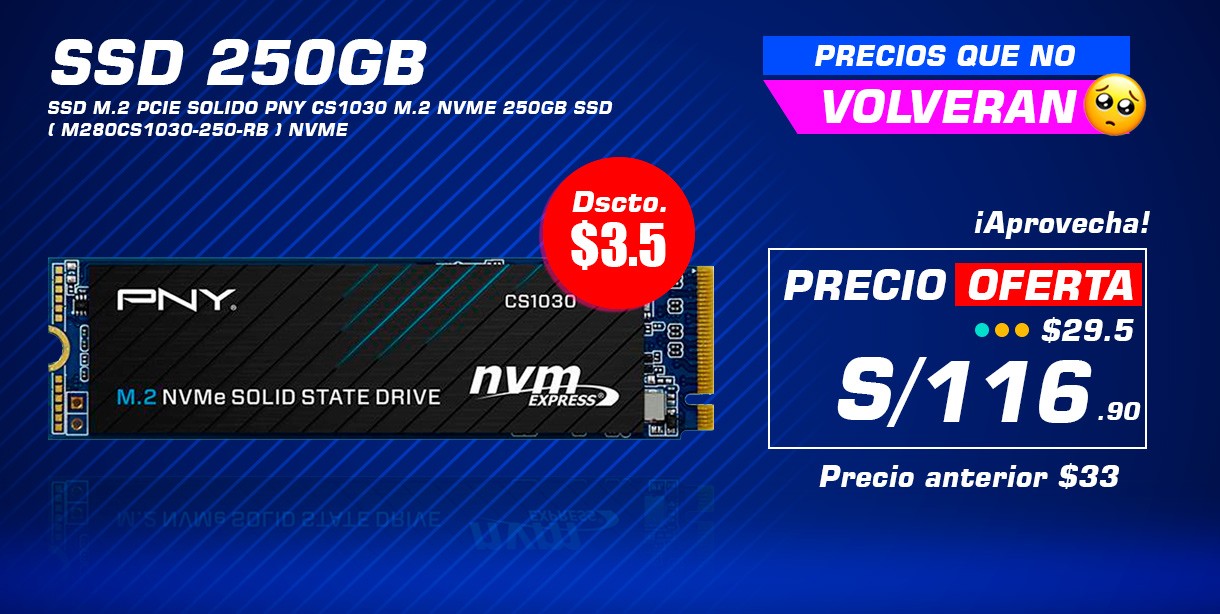 SSD 250GB
SSD M.2 PCIE SOLIDO PNY CS1030 M.2 NVME 250GB SSD
( M280CS1030-250-RB ) NVME
PRECIOS QUE NO
VOLVERAN
Dscto.
$3.5
¡Aprovecha!
PRECIO OFERTA
$29.5
S/116.90
Precio anterior $33
PNY®
CS1030
M.2 NVMe SOLID STATE DRIVE
nvm
EXPRESS®